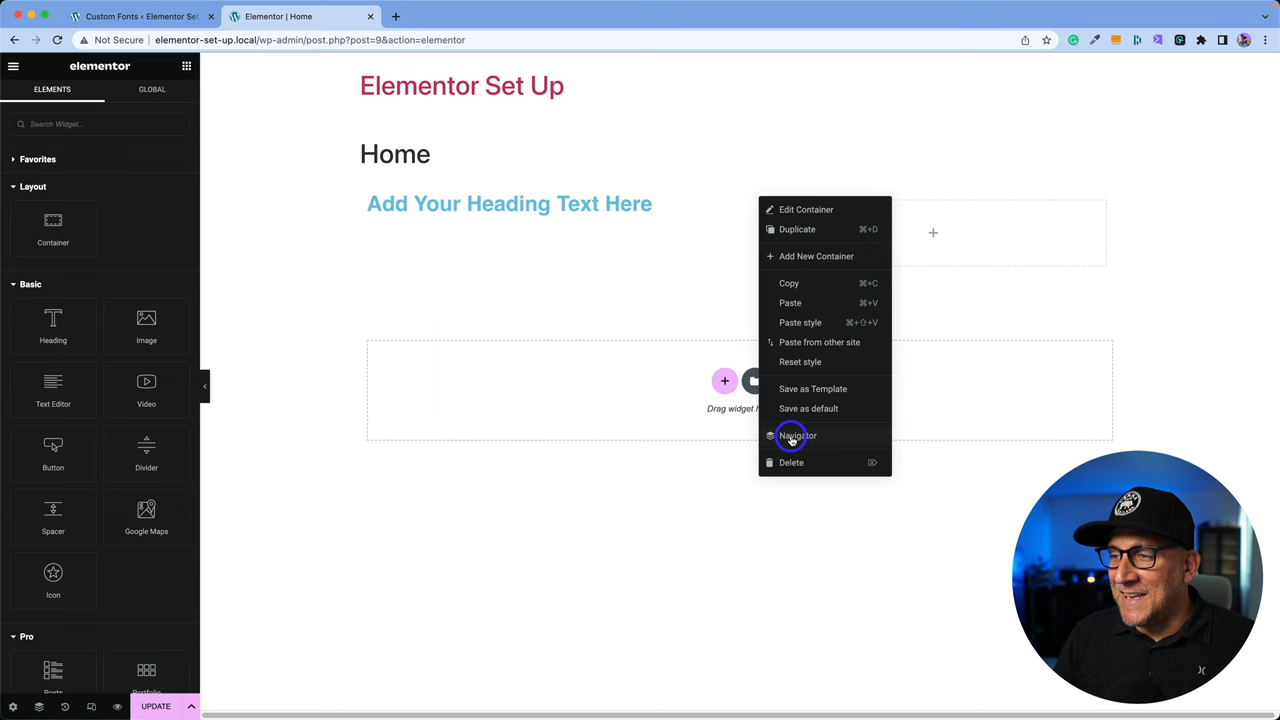 Custom Fonts ‹ Elementor Set
Elementor | Home
Not Secure
elementor-set-up.local/wp-admin/post.php?post=9&action=elementor
elementor
ELEMENTS
GLOBAL
Search Widget...
Favorites
Layout
Container
Basic
Heading
Image
Text Editor
Video
Button
Divider
Spacer
Google Maps
Icon
Pro
Posts
Portfolio
UPDATE
Elementor Set Up
Home
Add Your Heading Text Here
Drag widget
Edit Container
Duplicate ⌘+D
Add New Container
Copy ⌘+C
Paste ⌘+V
Paste style ⌘+⇧+V
Paste from other site
Reset style
Save as Template
Save as default
Navigator
Delete ⌦